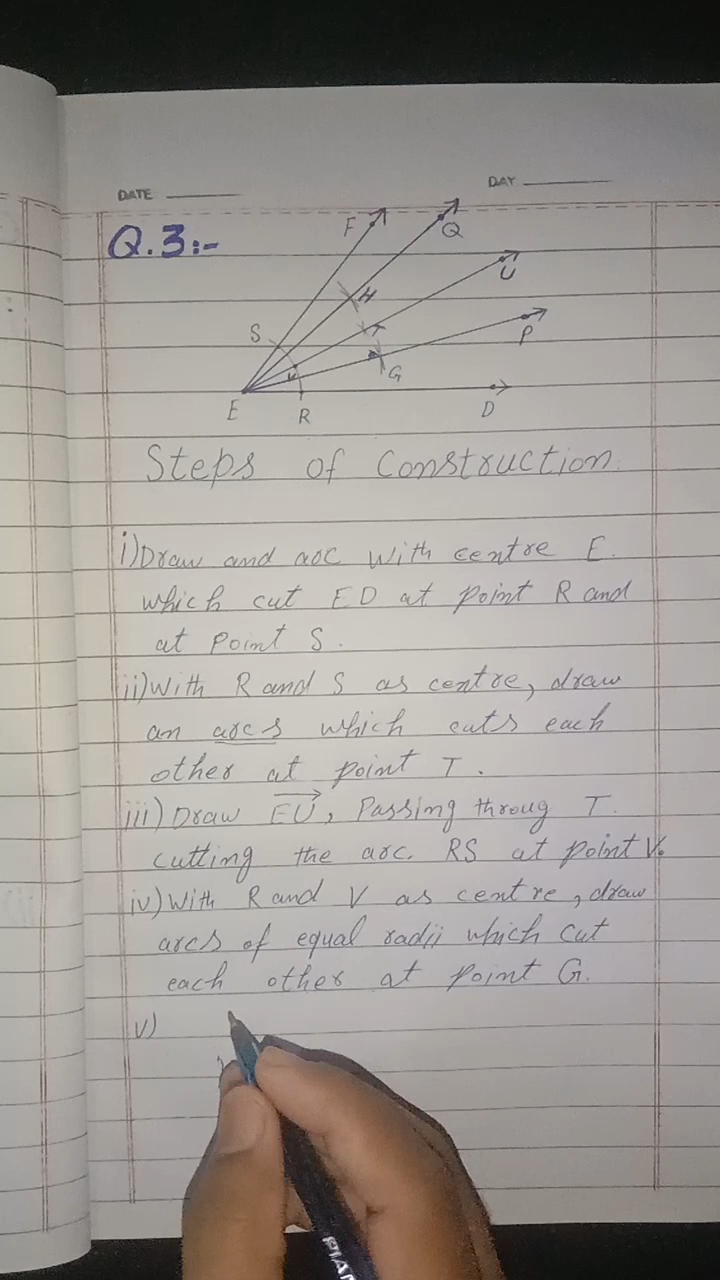 DATE
DAY
Q.3:-
F
Q
U
H
S
T
P
V
G
E
R
D
Steps of Construction.
i) Draw and arc with centre E.
which cut ED at point R and
at point S.
ii) With R and S as centre, draw
an arcs which cuts each
other at point T.
iii) Draw EU, Passing throug T.
cutting the arc. RS at point V.
iv) With R and V as centre, draw
arcs of equal radii which cut
each other at point G.
v)
PIA